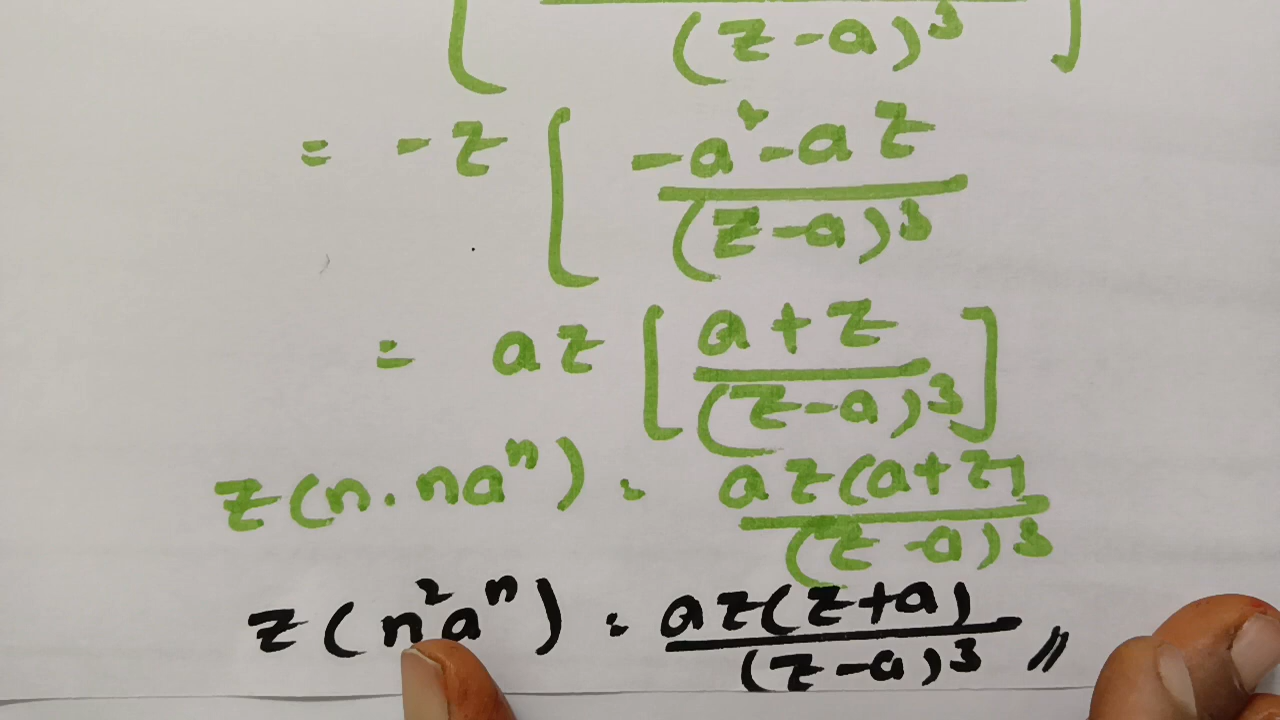 [ (z-a)³ ]
= -z [ -a²-az / (z-a)³
= az [ a+z / (z-a)³ ]
z(n.naⁿ) = az(a+z) / (z-a)³
z(n²aⁿ) = az(z+a) / (z-a)³ //